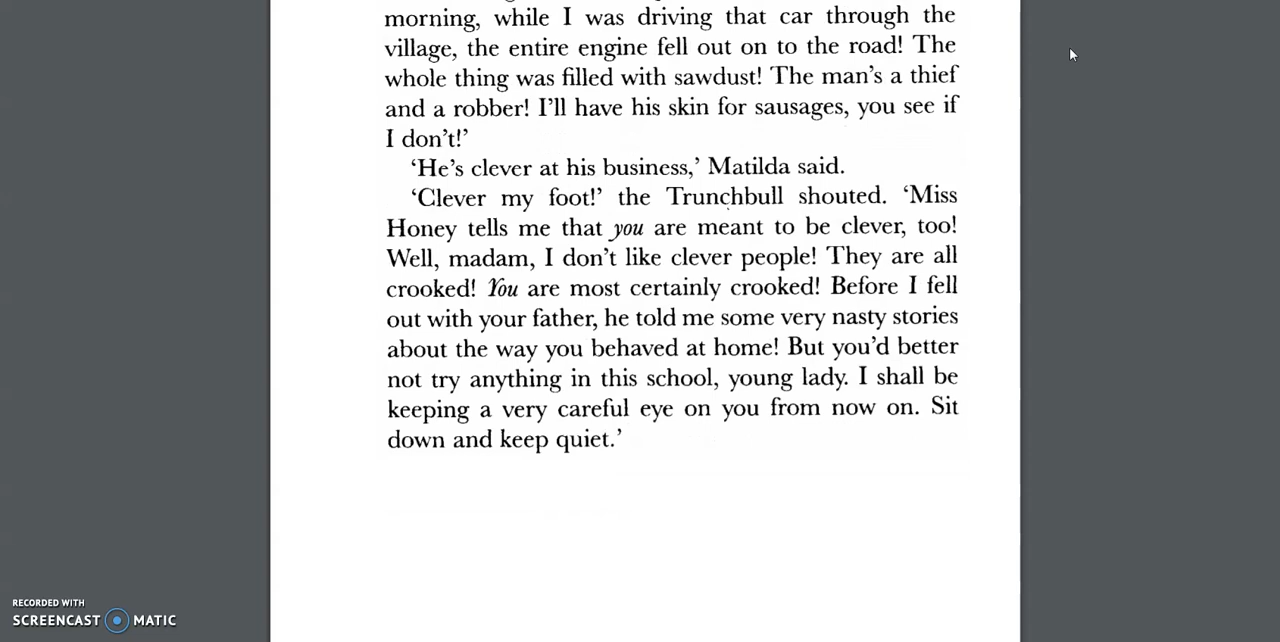 morning, while I was driving that car through the
village, the entire engine fell out on to the road! The
whole thing was filled with sawdust! The man’s a thief
and a robber! I’ll have his skin for sausages, you see if
I don’t!’
‘He’s clever at his business,’ Matilda said.
‘Clever my foot!’ the Trunchbull shouted. ‘Miss
Honey tells me that you are meant to be clever, too!
Well, madam, I don’t like clever people! They are all
crooked! You are most certainly crooked! Before I fell
out with your father, he told me some very nasty stories
about the way you behaved at home! But you’d better
not try anything in this school, young lady. I shall be
keeping a very careful eye on you from now on. Sit
down and keep quiet.’
RECORDED WITH
SCREENCAST MATIC